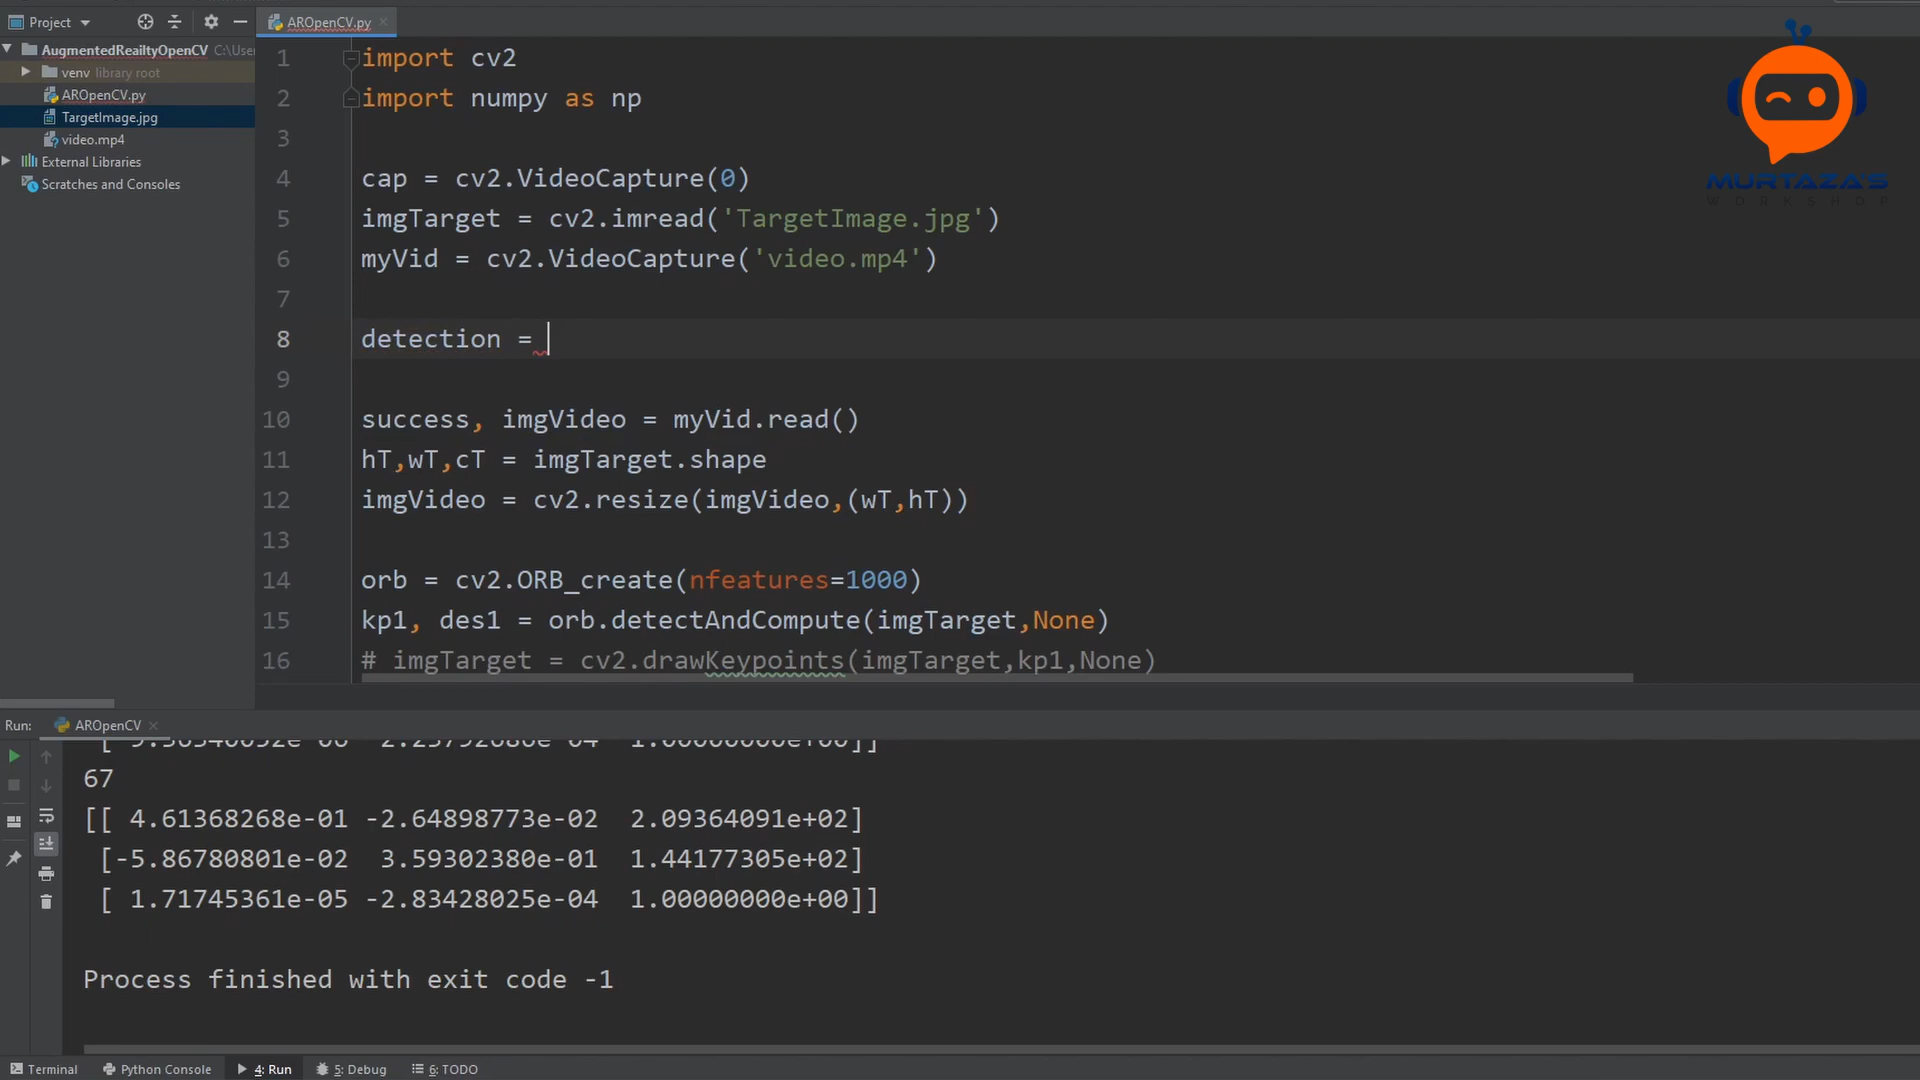 Project
AROpenCV.py
AugmentedReailtyOpenCV C:\Use
venv library root
AROpenCV.py
TargetImage.jpg
video.mp4
External Libraries
Scratches and Consoles
1 import cv2
2 import numpy as np
3
4 cap = cv2.VideoCapture(0)
5 imgTarget = cv2.imread('TargetImage.jpg')
6 myVid = cv2.VideoCapture('video.mp4')
7
8 detection =
9
10 success, imgVideo = myVid.read()
11 hT,wT,cT = imgTarget.shape
12 imgVideo = cv2.resize(imgVideo,(wT,hT))
13
14 orb = cv2.ORB_create(nfeatures=1000)
15 kp1, des1 = orb.detectAndCompute(imgTarget,None)
16 # imgTarget = cv2.drawKeypoints(imgTarget,kp1,None)
MURTAZA'S
WORKSHOP
Run: AROpenCV
1.00000000e+00]]
67
[[ 4.61368268e-01 -2.64898773e-02 2.09364091e+02]
[-5.86780801e-02 3.59302380e-01 1.44177305e+02]
[ 1.71745361e-05 -2.83428025e-04 1.00000000e+00]]
Process finished with exit code -1
Terminal Python Console 4: Run 5: Debug 6: TODO